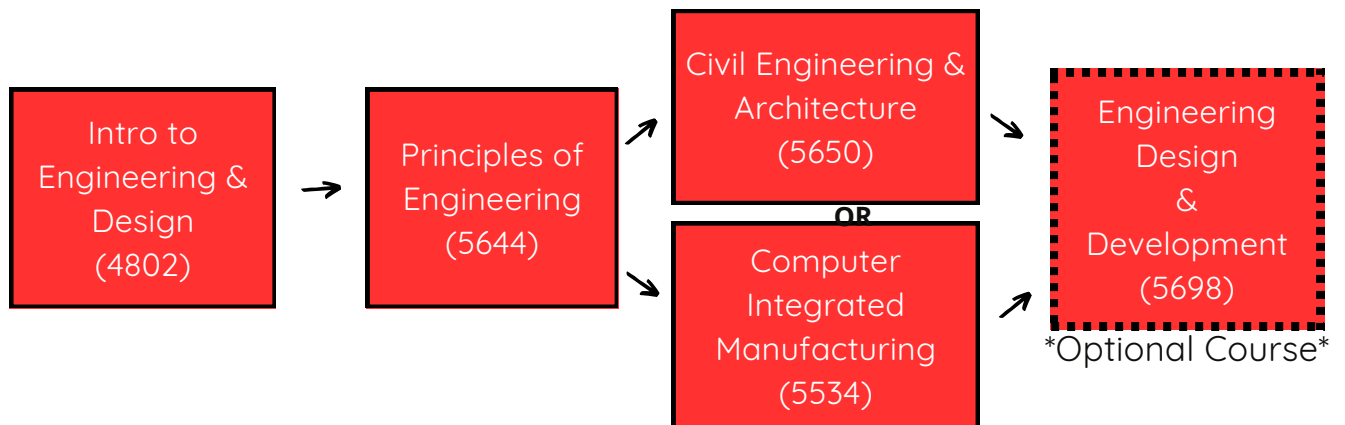 Intro to
Engineering &
Design
(4802)
Principles of
Engineering
(5644)
Civil Engineering &
Architecture
(5650)
OR
Computer
Integrated
Manufacturing
(5534)
Engineering
Design
&
Development
(5698)
*Optional Course*